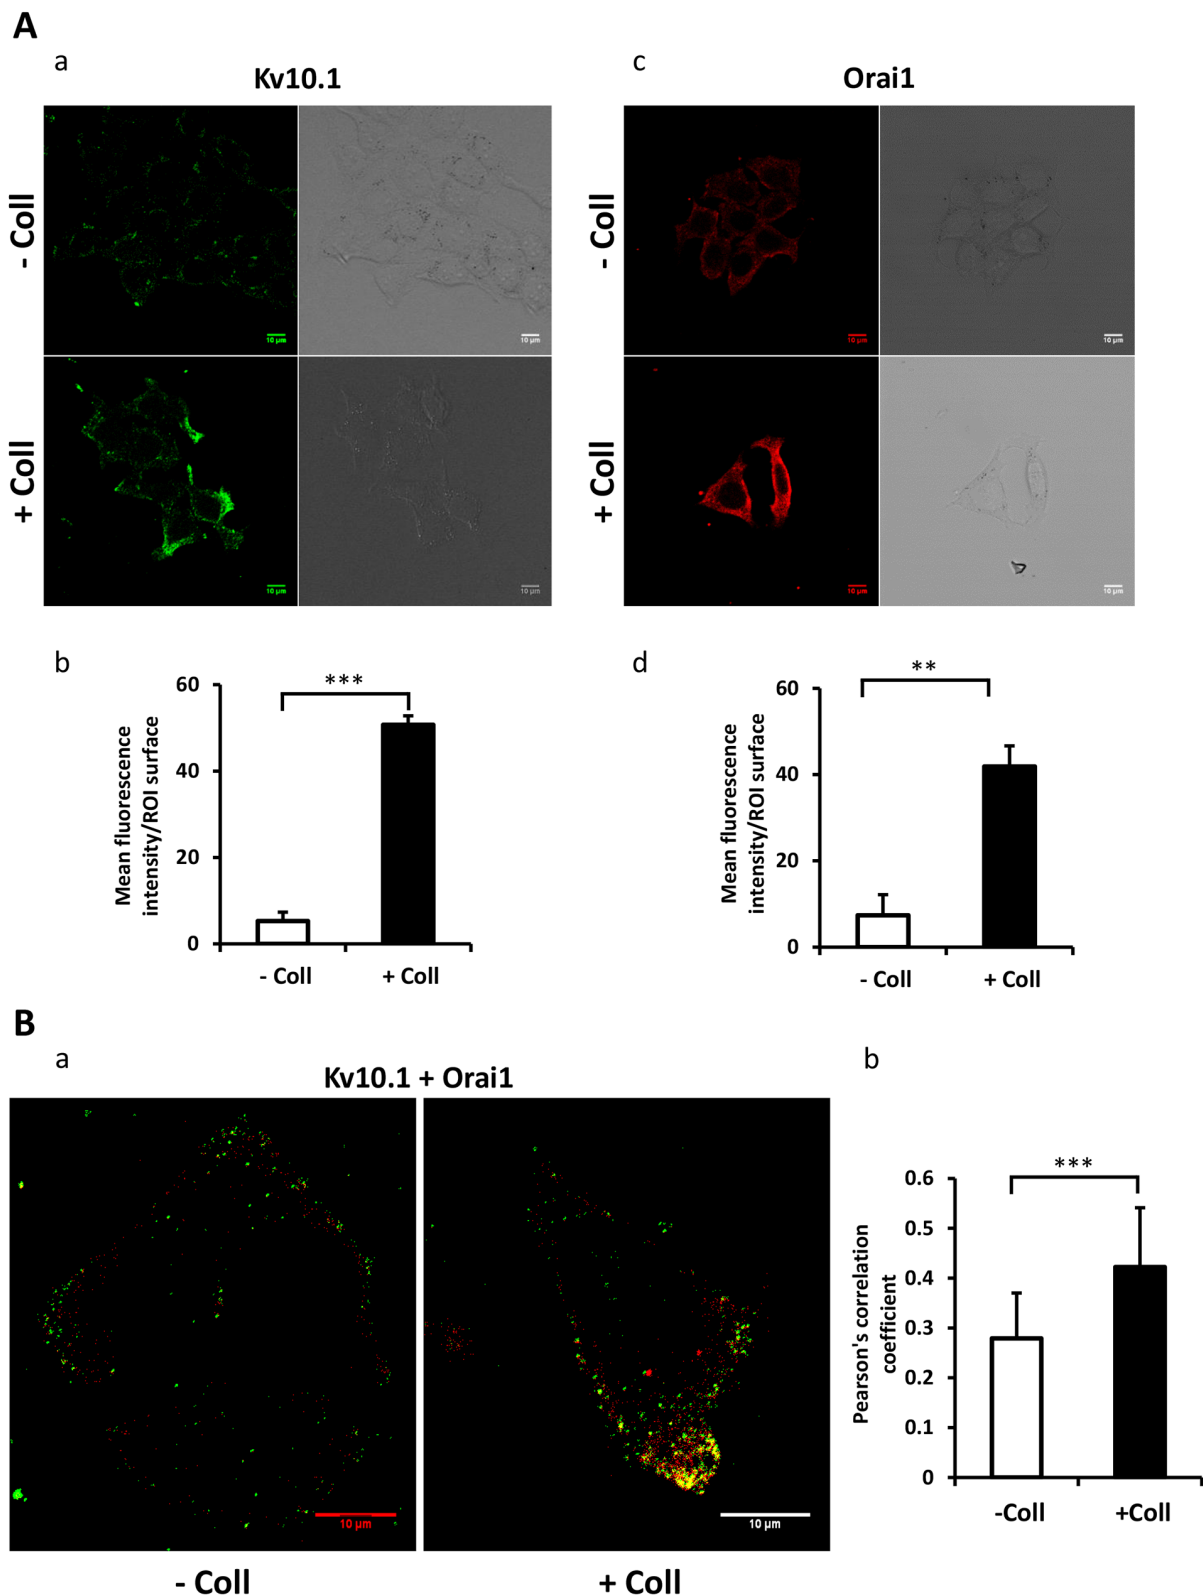 A
a
Kv10.1
c
Orai1
- Coll
10 µm
10 µm
- Coll
10 µm
10 µm
+ Coll
10 µm
10 µm
+ Coll
10 µm
10 µm
b
Mean fluorescence
intensity/ROI surface
60
40
20
0
***
- Coll
+ Coll
d
Mean fluorescence
intensity/ROI surface
60
40
20
0
**
- Coll
+ Coll
B
a
Kv10.1 + Orai1
10 µm
10 µm
- Coll
+ Coll
b
Pearson's correlation
coefficient
0.6
0.5
0.4
0.3
0.2
0.1
0
***
-Coll
+Coll